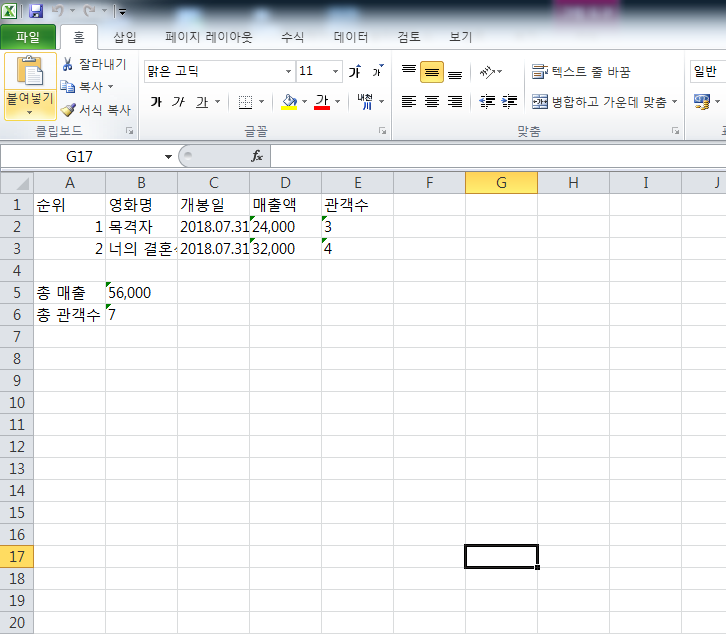 파일 홈 삽입 페이지 레이아웃 수식 데이터 검토 보기
잘라내기
맑은 고딕 11 가 가 텍스트 줄 바꿈 일반
복사
붙여넣기 서식 복사 가 가 가 가 내천 병합하고 가운데 맞춤
클립보드 글꼴 맞춤
G17 fx
A B C D E F G H I J
1 순위 영화명 개봉일 매출액 관객수
2 1 목격자 2018.07.31 24,000 3
3 2 너의 결혼 2018.07.31 32,000 4
4
5 총 매출 56,000
6 총 관객수 7
7
8
9
10
11
12
13
14
15
16
17
18
19
20